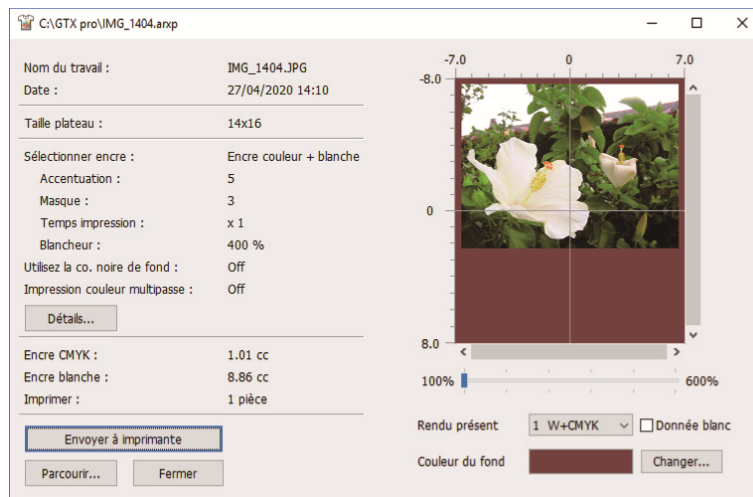 C:\GTX pro\IMG_1404.arxp
Nom du travail : IMG_1404.JPG
Date : 27/04/2020 14:10
Taille plateau : 14x16
Sélectionner encre : Encre couleur + blanche
Accentuation : 5
Masque : 3
Temps impression : x 1
Blancheur : 400 %
Utilisez la co. noire de fond : Off
Impression couleur multipasse : Off
Détails...
Encre CMYK : 1.01 cc
Encre blanche : 8.86 cc
Imprimer : 1 pièce
Envoyer à imprimante
Parcourir... Fermer
-7.0 0 7.0
-8.0
0
8.0
100% 600%
Rendu présent 1 W+CMYK Donnée blanc
Couleur du fond Changer...